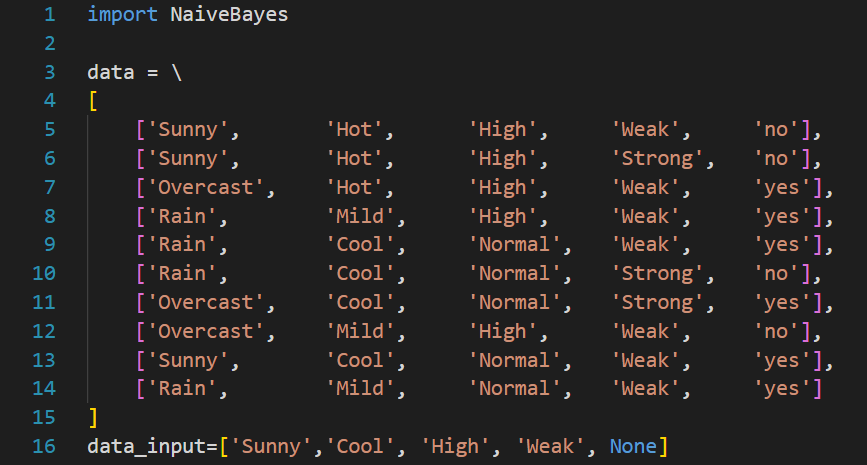 1 import NaiveBayes
2
3 data = \
4 [
5     ['Sunny',       'Hot',      'High',     'Weak',     'no'],
6     ['Sunny',       'Hot',      'High',     'Strong',   'no'],
7     ['Overcast',    'Hot',      'High',     'Weak',     'yes'],
8     ['Rain',        'Mild',     'High',     'Weak',     'yes'],
9     ['Rain',        'Cool',     'Normal',   'Weak',     'yes'],
10     ['Rain',        'Cool',     'Normal',   'Strong',   'no'],
11     ['Overcast',    'Cool',     'Normal',   'Strong',   'yes'],
12     ['Overcast',    'Mild',     'High',     'Weak',     'no'],
13     ['Sunny',       'Cool',     'Normal',   'Weak',     'yes'],
14     ['Rain',        'Mild',     'Normal',   'Weak',     'yes']
15 ]
16 data_input=['Sunny','Cool', 'High', 'Weak', None]